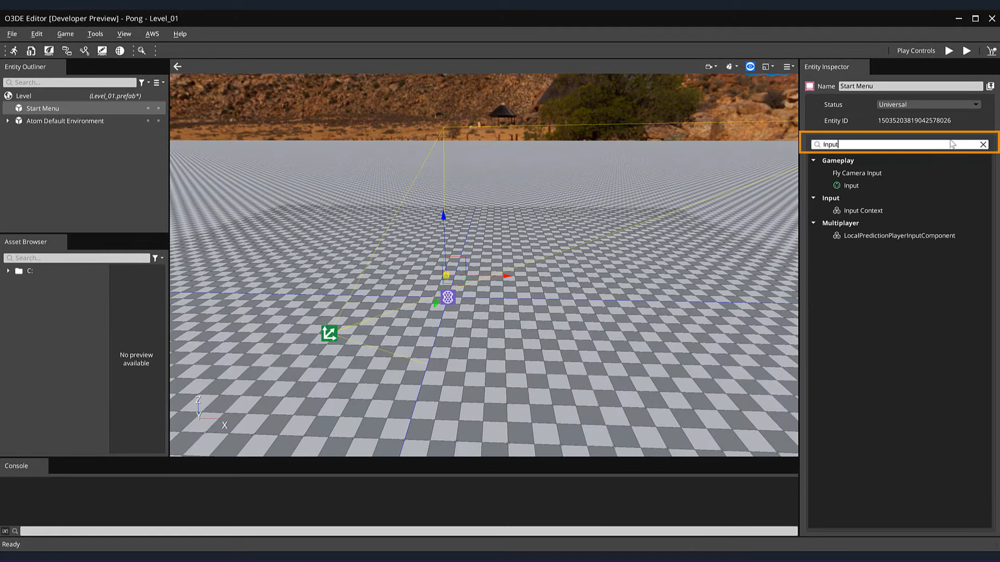 O3DE Editor [Developer Preview] - Pong - Level_01
File Edit Game Tools View AWS Help
Play Controls
Entity Outliner
Search...
Level (Level_01.prefab*)
Start Menu
Atom Default Environment
Asset Browser
Search...
C:
No preview
available
Z
Y
X
Console
Ready
Entity Inspector
Name Start Menu
Status Universal
Entity ID 15035203819042578026
Input
Gameplay
Fly Camera Input
Input
Input
Input Context
Multiplayer
LocalPredictionPlayerInputComponent